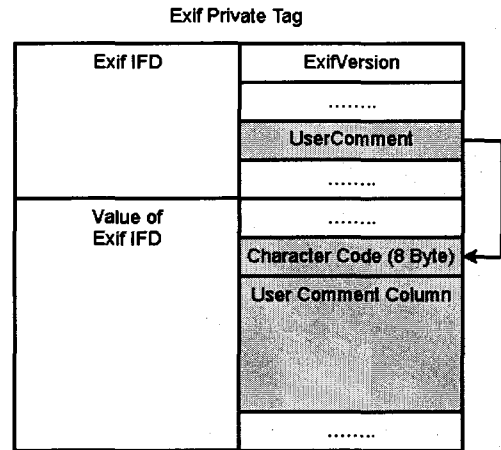 Exif Private Tag
Exif IFD
ExifVersion
........
UserComment
........
Value of
Exif IFD
........
Character Code (8 Byte)
User Comment Column
........